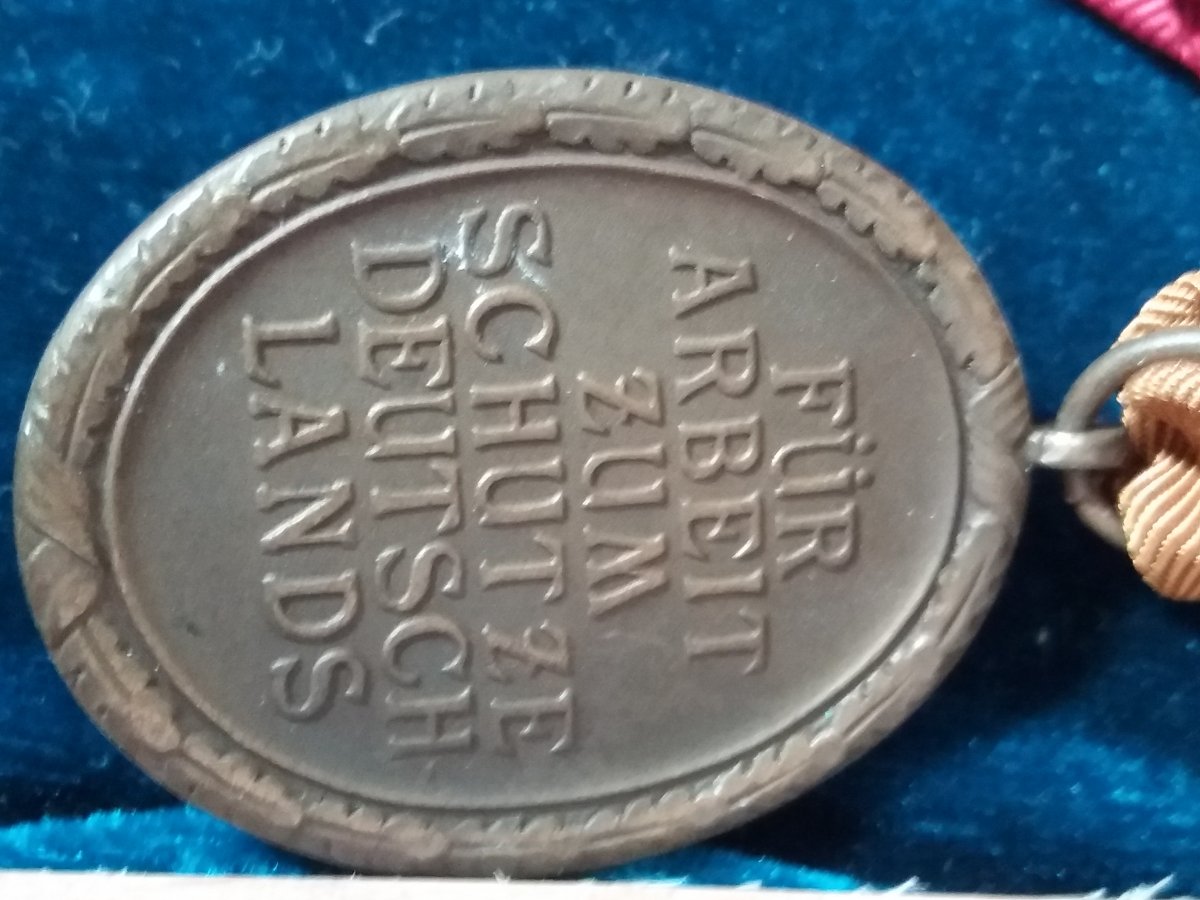 FÜR
ARBEIT
ZUM
SCHUTZE
DEUTSCH
LANDS